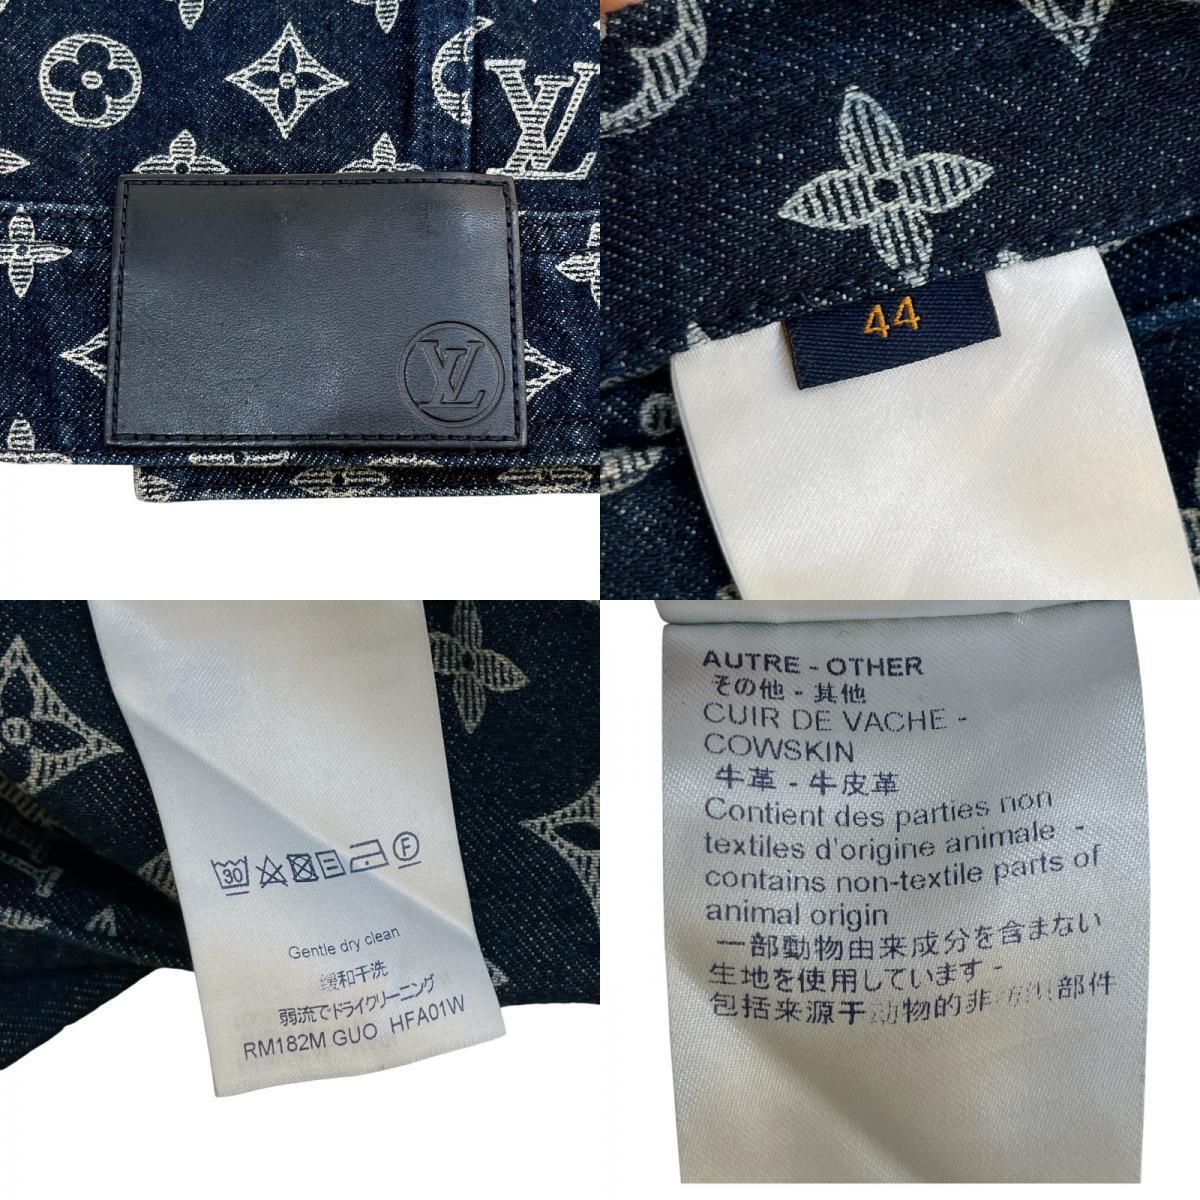 LV
LV
44
30 F
Gentle dry clean
缓和干洗
弱流でドライクリーニング
RM182M GUO HFA01W
AUTRE - OTHER
その他 - 其他
CUIR DE VACHE -
COWSKIN
牛革 - 牛皮革
Contient des parties non
textiles d'origine animale -
contains non-textile parts of
animal origin
一部動物由来成分を含まない
生地を使用しています -
包括来源于动物的非纺织部件